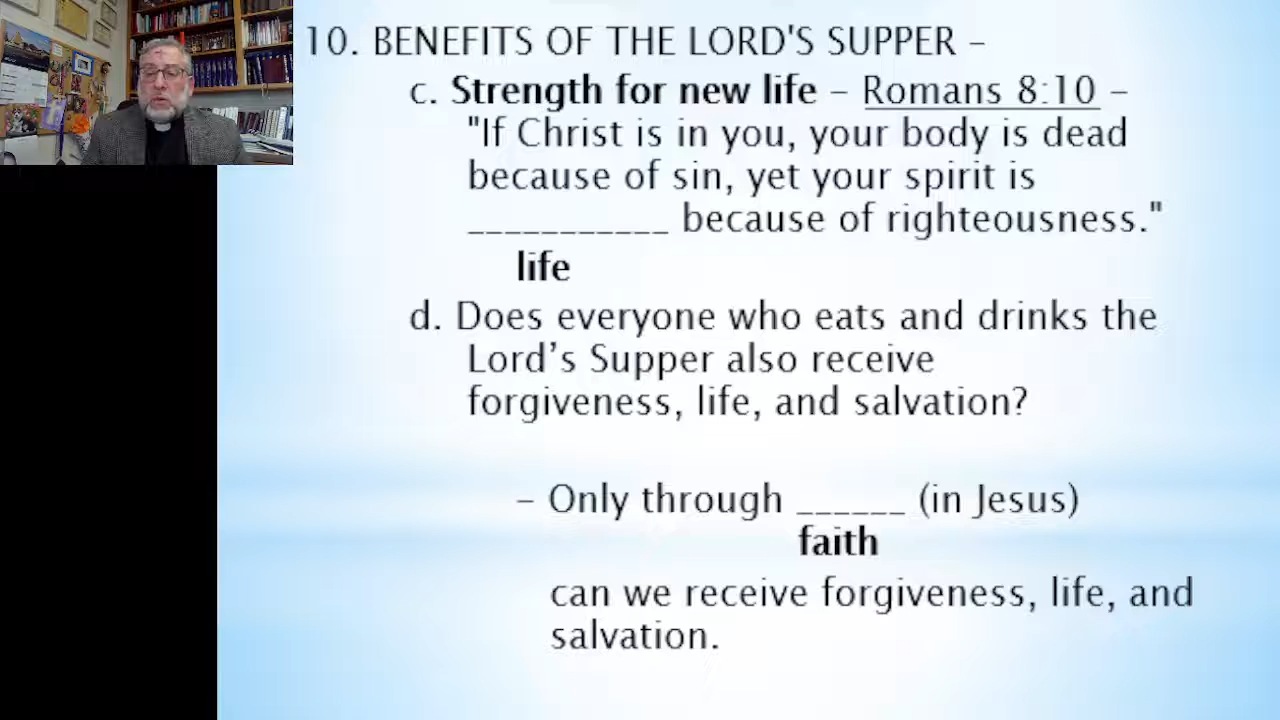 10. BENEFITS OF THE LORD'S SUPPER –
c. Strength for new life – Romans 8:10 –
"If Christ is in you, your body is dead
because of sin, yet your spirit is
___________ because of righteousness."
life
d. Does everyone who eats and drinks the
Lord’s Supper also receive
forgiveness, life, and salvation?
– Only through ______ (in Jesus)
faith
can we receive forgiveness, life, and
salvation.